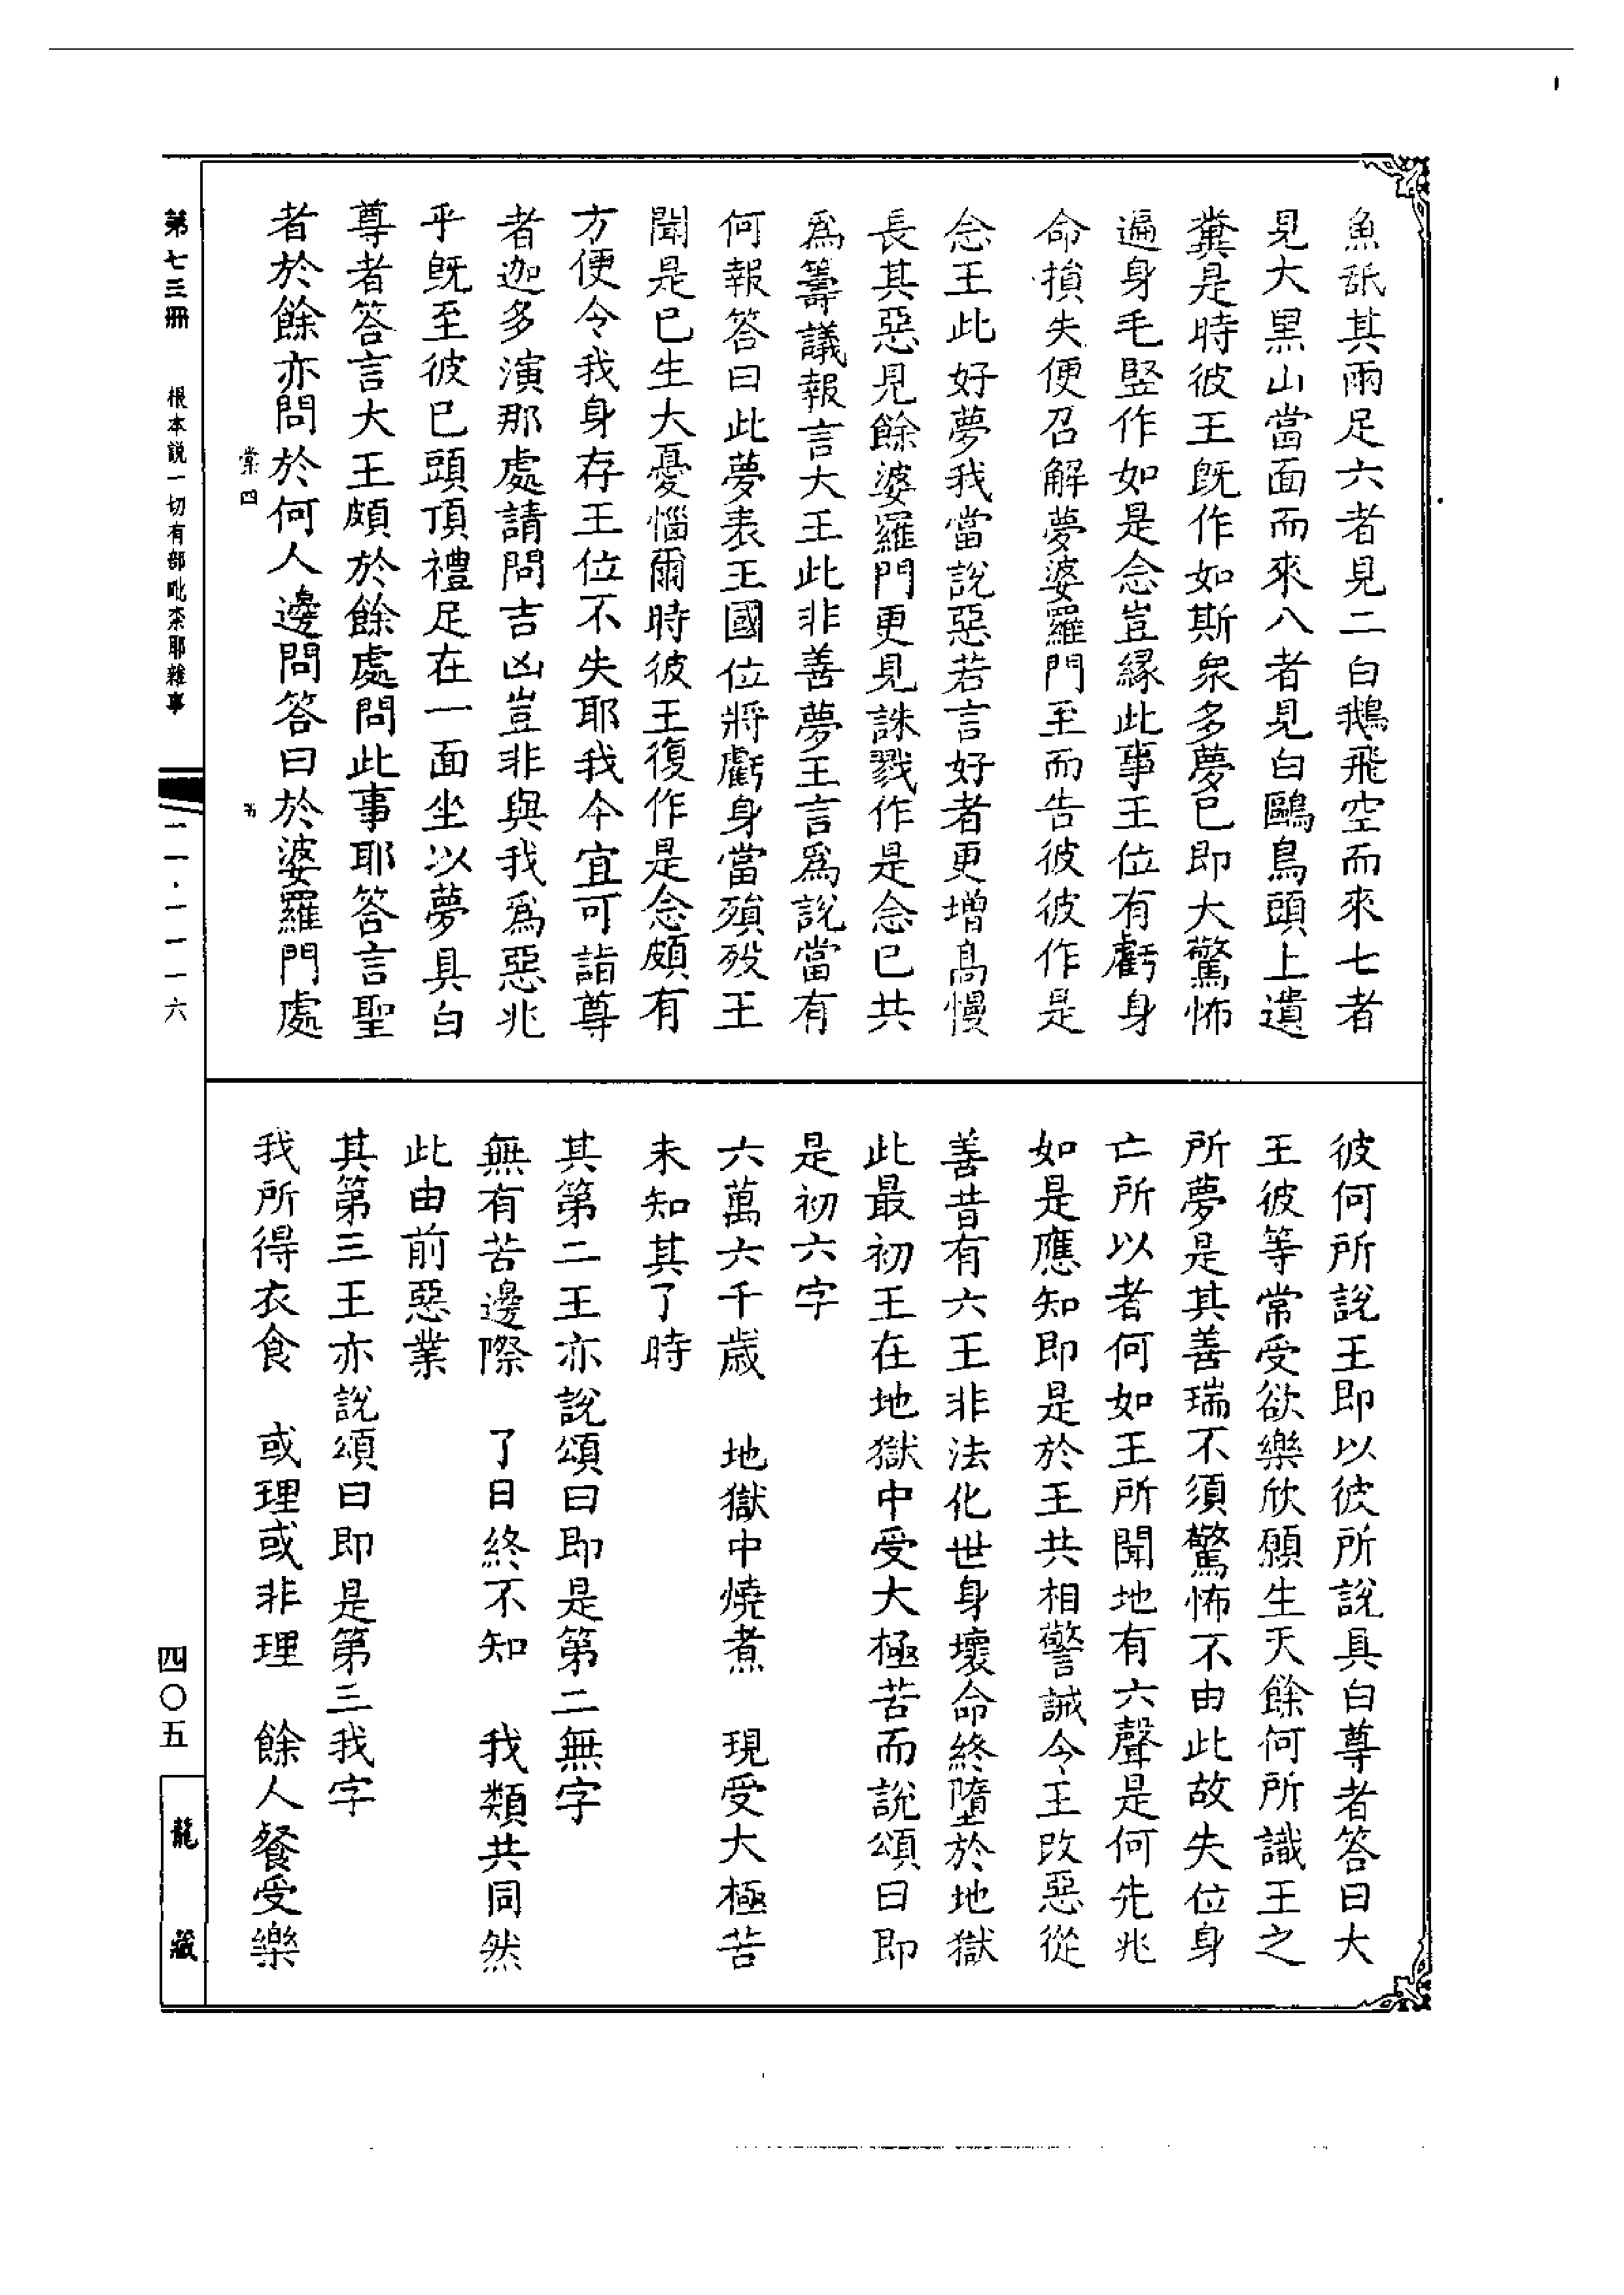 魚舐其兩足六者見二白鵝飛空而來七者
見大黑山當面而來八者見白鷗鳥頭上遺
糞是時彼王既作如斯衆多夢已即大驚怖
遍身毛竪作如是念豈緣此事王位有虧身
命損失便召解夢婆羅門至而告彼彼作是
念王此好夢我當說惡若言好者更增高慢
長其惡見餘婆羅門更見誅戮作是念已共
爲籌議報言大王此非善夢王言爲說當有
何報答曰此夢表王國位將虧身當殞歿王
聞是已生大憂惱爾時彼王復作是念頗有
方便令我身存王位不失耶我今宜可詣尊
者迦多演那處請問吉凶豈非與我爲惡兆
乎既至彼已頭頂禮足在一面坐以夢具白
尊者答言大王頗於餘處問此事耶答言聖
者於餘亦問於何人邊問答曰於婆羅門處
彼何所說王即以彼所說具白尊者答曰大
王彼等常受欲樂欣願生天餘何所識王之
所夢是其善瑞不須驚怖不由此故失位身
亡所以者何如王所聞地有六聲是何先兆
如是應知即是於王共相警誡令王改惡從
善昔有六王非法化世身壞命終墮於地獄
此最初王在地獄中受大極苦而說頌曰即
是初六字
六萬六千歲　地獄中燒煮　現受大極苦
未知其了時
其第二王亦說頌曰即是第二無字
無有苦邊際　了日終不知　我類共同然
此由前惡業
其第三王亦說頌曰即是第三我字
我所得衣食　或理或非理　餘人餐受樂
第七三冊　根本說一切有部毗柰耶雜事
一一·一一一六
四〇五
龍藏